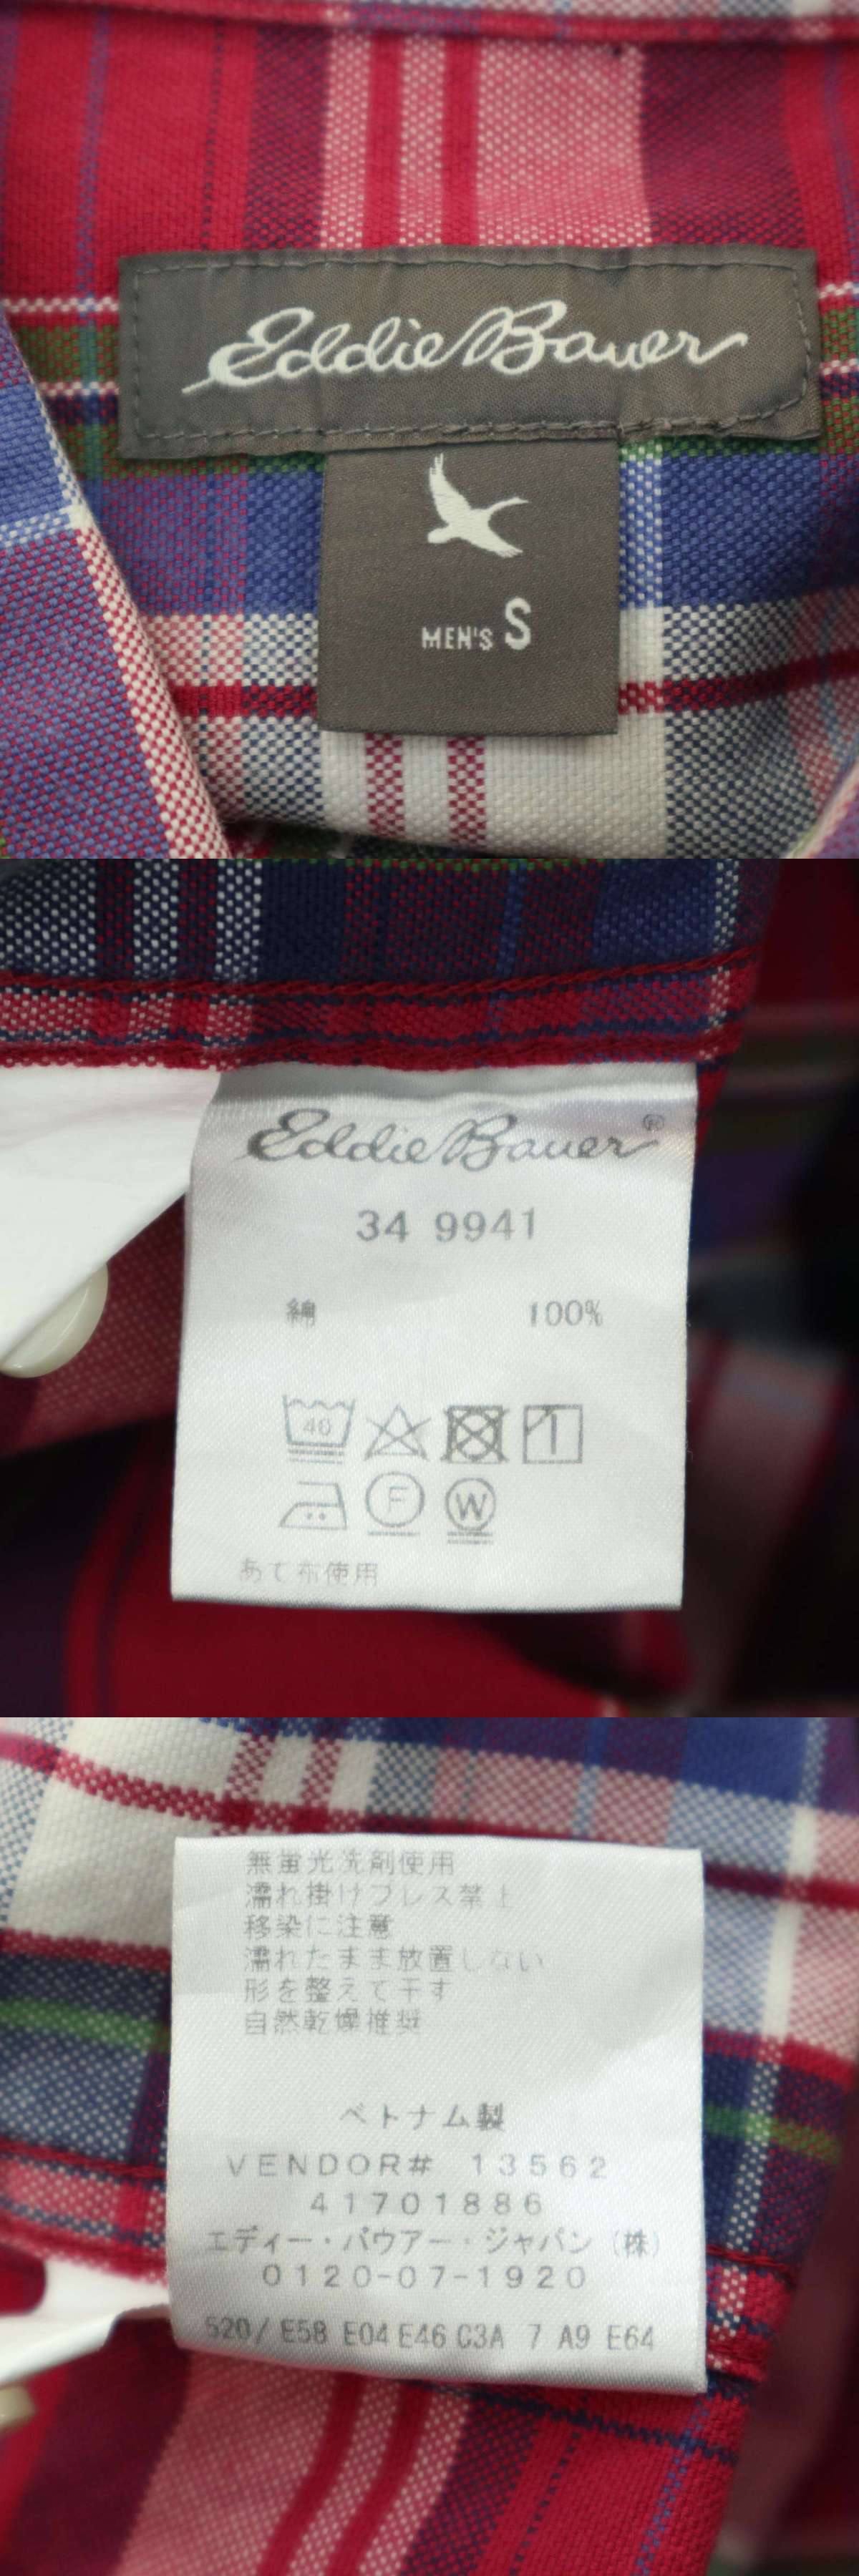 Eddie Bauer
MEN'S S
Eddie Bauer®
34 9941
綿 100%
40
F W
あて布使用
無蛍光洗剤使用
濡れ掛けプレス禁止
移染に注意
濡れたまま放置しない
形を整えて干す
自然乾燥推奨
ベトナム製
VENDOR# 13562
41701886
エディー・バウアー・ジャパン(株)
0120-07-1920
520/ E58 E04 E46 C3A 7 A9 E64